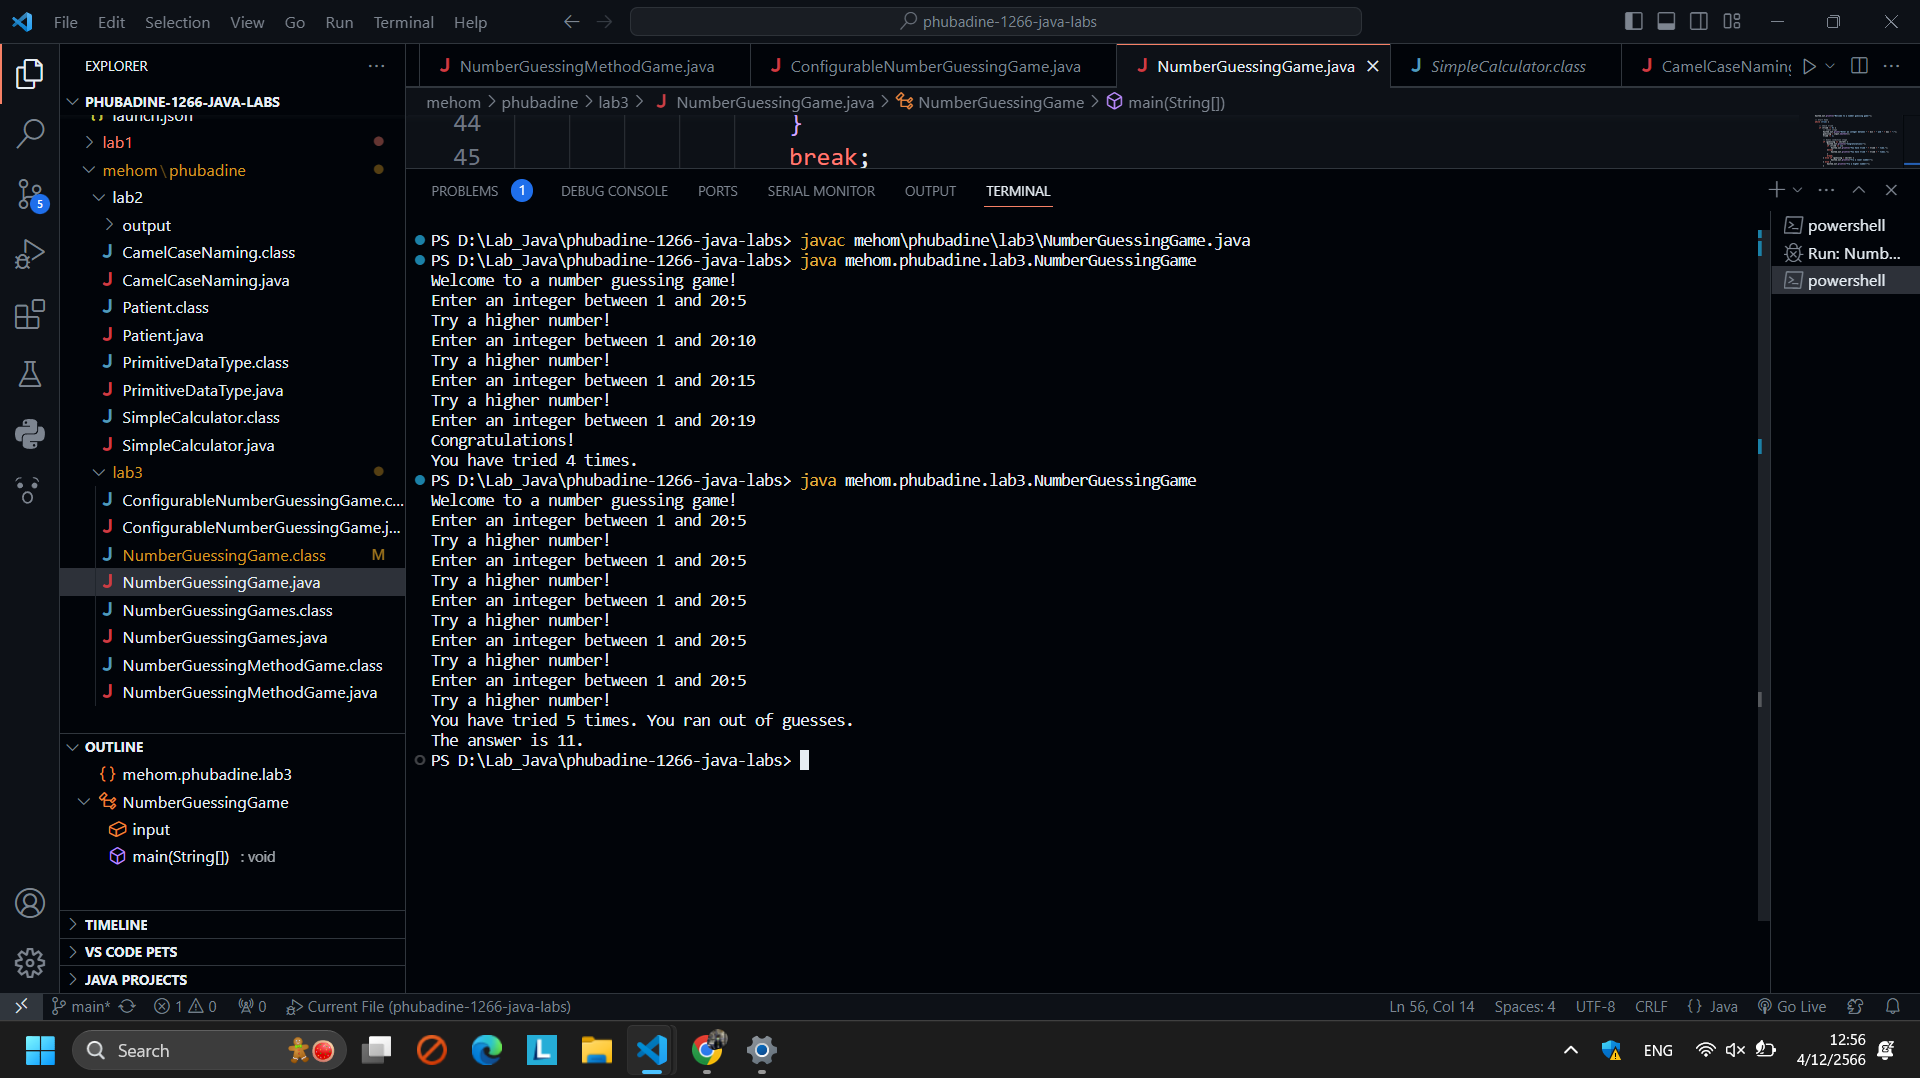 File Edit Selection View Go Run Terminal Help
phubadine-1266-java-labs
EXPLORER
PHUBADINE-1266-JAVA-LABS
launch.json
lab1
mehom\phubadine
lab2
output
CamelCaseNaming.class
CamelCaseNaming.java
Patient.class
Patient.java
PrimitiveDataType.class
PrimitiveDataType.java
SimpleCalculator.class
SimpleCalculator.java
lab3
ConfigurableNumberGuessingGame.c...
ConfigurableNumberGuessingGame.j...
NumberGuessingGame.class M
NumberGuessingGame.java
NumberGuessingGames.class
NumberGuessingGames.java
NumberGuessingMethodGame.class
NumberGuessingMethodGame.java
OUTLINE
{} mehom.phubadine.lab3
NumberGuessingGame
input
main(String[]) : void
TIMELINE
VS CODE PETS
JAVA PROJECTS
5
NumberGuessingMethodGame.java ConfigurableNumberGuessingGame.java NumberGuessingGame.java SimpleCalculator.class CamelCaseNaming
mehom > phubadine > lab3 > NumberGuessingGame.java > NumberGuessingGame > main(String[])
44 }
45 break;
PROBLEMS 1 DEBUG CONSOLE PORTS SERIAL MONITOR OUTPUT TERMINAL
PS D:\Lab_Java\phubadine-1266-java-labs> javac mehom\phubadine\lab3\NumberGuessingGame.java
PS D:\Lab_Java\phubadine-1266-java-labs> java mehom.phubadine.lab3.NumberGuessingGame
Welcome to a number guessing game!
Enter an integer between 1 and 20:5
Try a higher number!
Enter an integer between 1 and 20:10
Try a higher number!
Enter an integer between 1 and 20:15
Try a higher number!
Enter an integer between 1 and 20:19
Congratulations!
You have tried 4 times.
PS D:\Lab_Java\phubadine-1266-java-labs> java mehom.phubadine.lab3.NumberGuessingGame
Welcome to a number guessing game!
Enter an integer between 1 and 20:5
Try a higher number!
Enter an integer between 1 and 20:5
Try a higher number!
Enter an integer between 1 and 20:5
Try a higher number!
Enter an integer between 1 and 20:5
Try a higher number!
Enter an integer between 1 and 20:5
Try a higher number!
You have tried 5 times. You ran out of guesses.
The answer is 11.
PS D:\Lab_Java\phubadine-1266-java-labs>
powershell
Run: Numb...
powershell
main* 1 0 0 Current File (phubadine-1266-java-labs) Ln 56, Col 14 Spaces: 4 UTF-8 CRLF {} Java Go Live
Search
ENG
12:56
4/12/2566